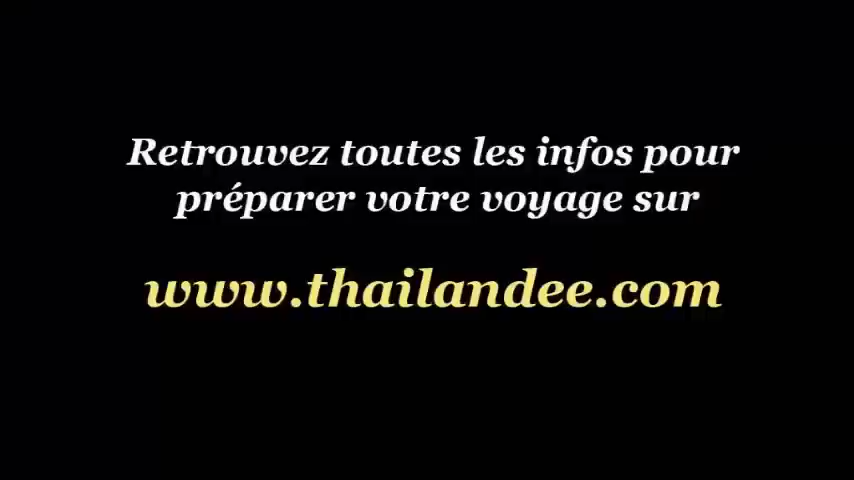 Retrouvez toutes les infos pour
préparer votre voyage sur
www.thailandee.com